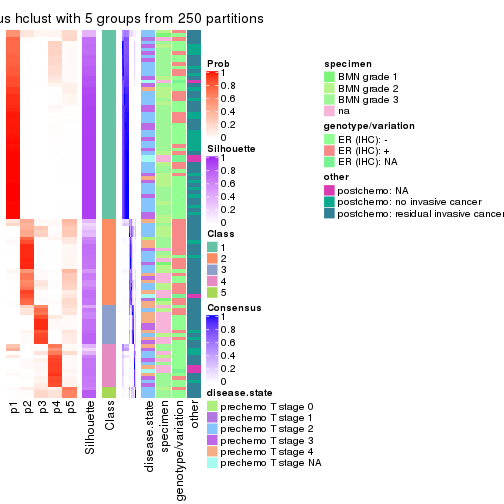 us hclust with 5 groups from 250 partitions
p1
p2
p3
p4
p5
Silhouette
Class
disease.state
specimen
genotype/variation
other
Prob
1
0.8
0.6
0.4
0.2
0
Silhouette
1
0.8
0.6
0.4
0.2
0
Class
1
2
3
4
5
Consensus
1
0.8
0.6
0.4
0.2
0
disease.state
prechemo T stage 0
prechemo T stage 1
prechemo T stage 2
prechemo T stage 3
prechemo T stage 4
prechemo T stage NA
specimen
BMN grade 1
BMN grade 2
BMN grade 3
na
genotype/variation
ER (IHC): -
ER (IHC): +
ER (IHC): NA
other
postchemo: NA
postchemo: no invasive cancer
postchemo: residual invasive cancer